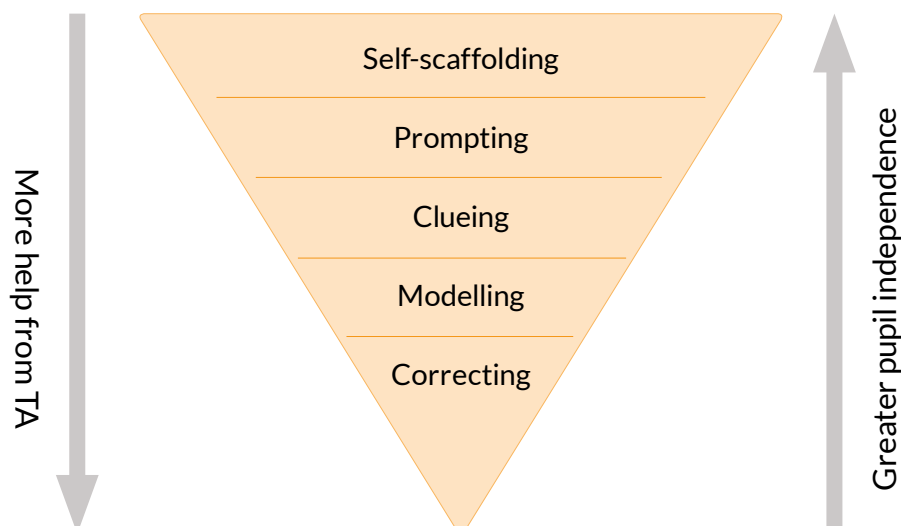 Self-scaffolding
Prompting
Clueing
Modelling
Correcting
More help from TA
Greater pupil independence